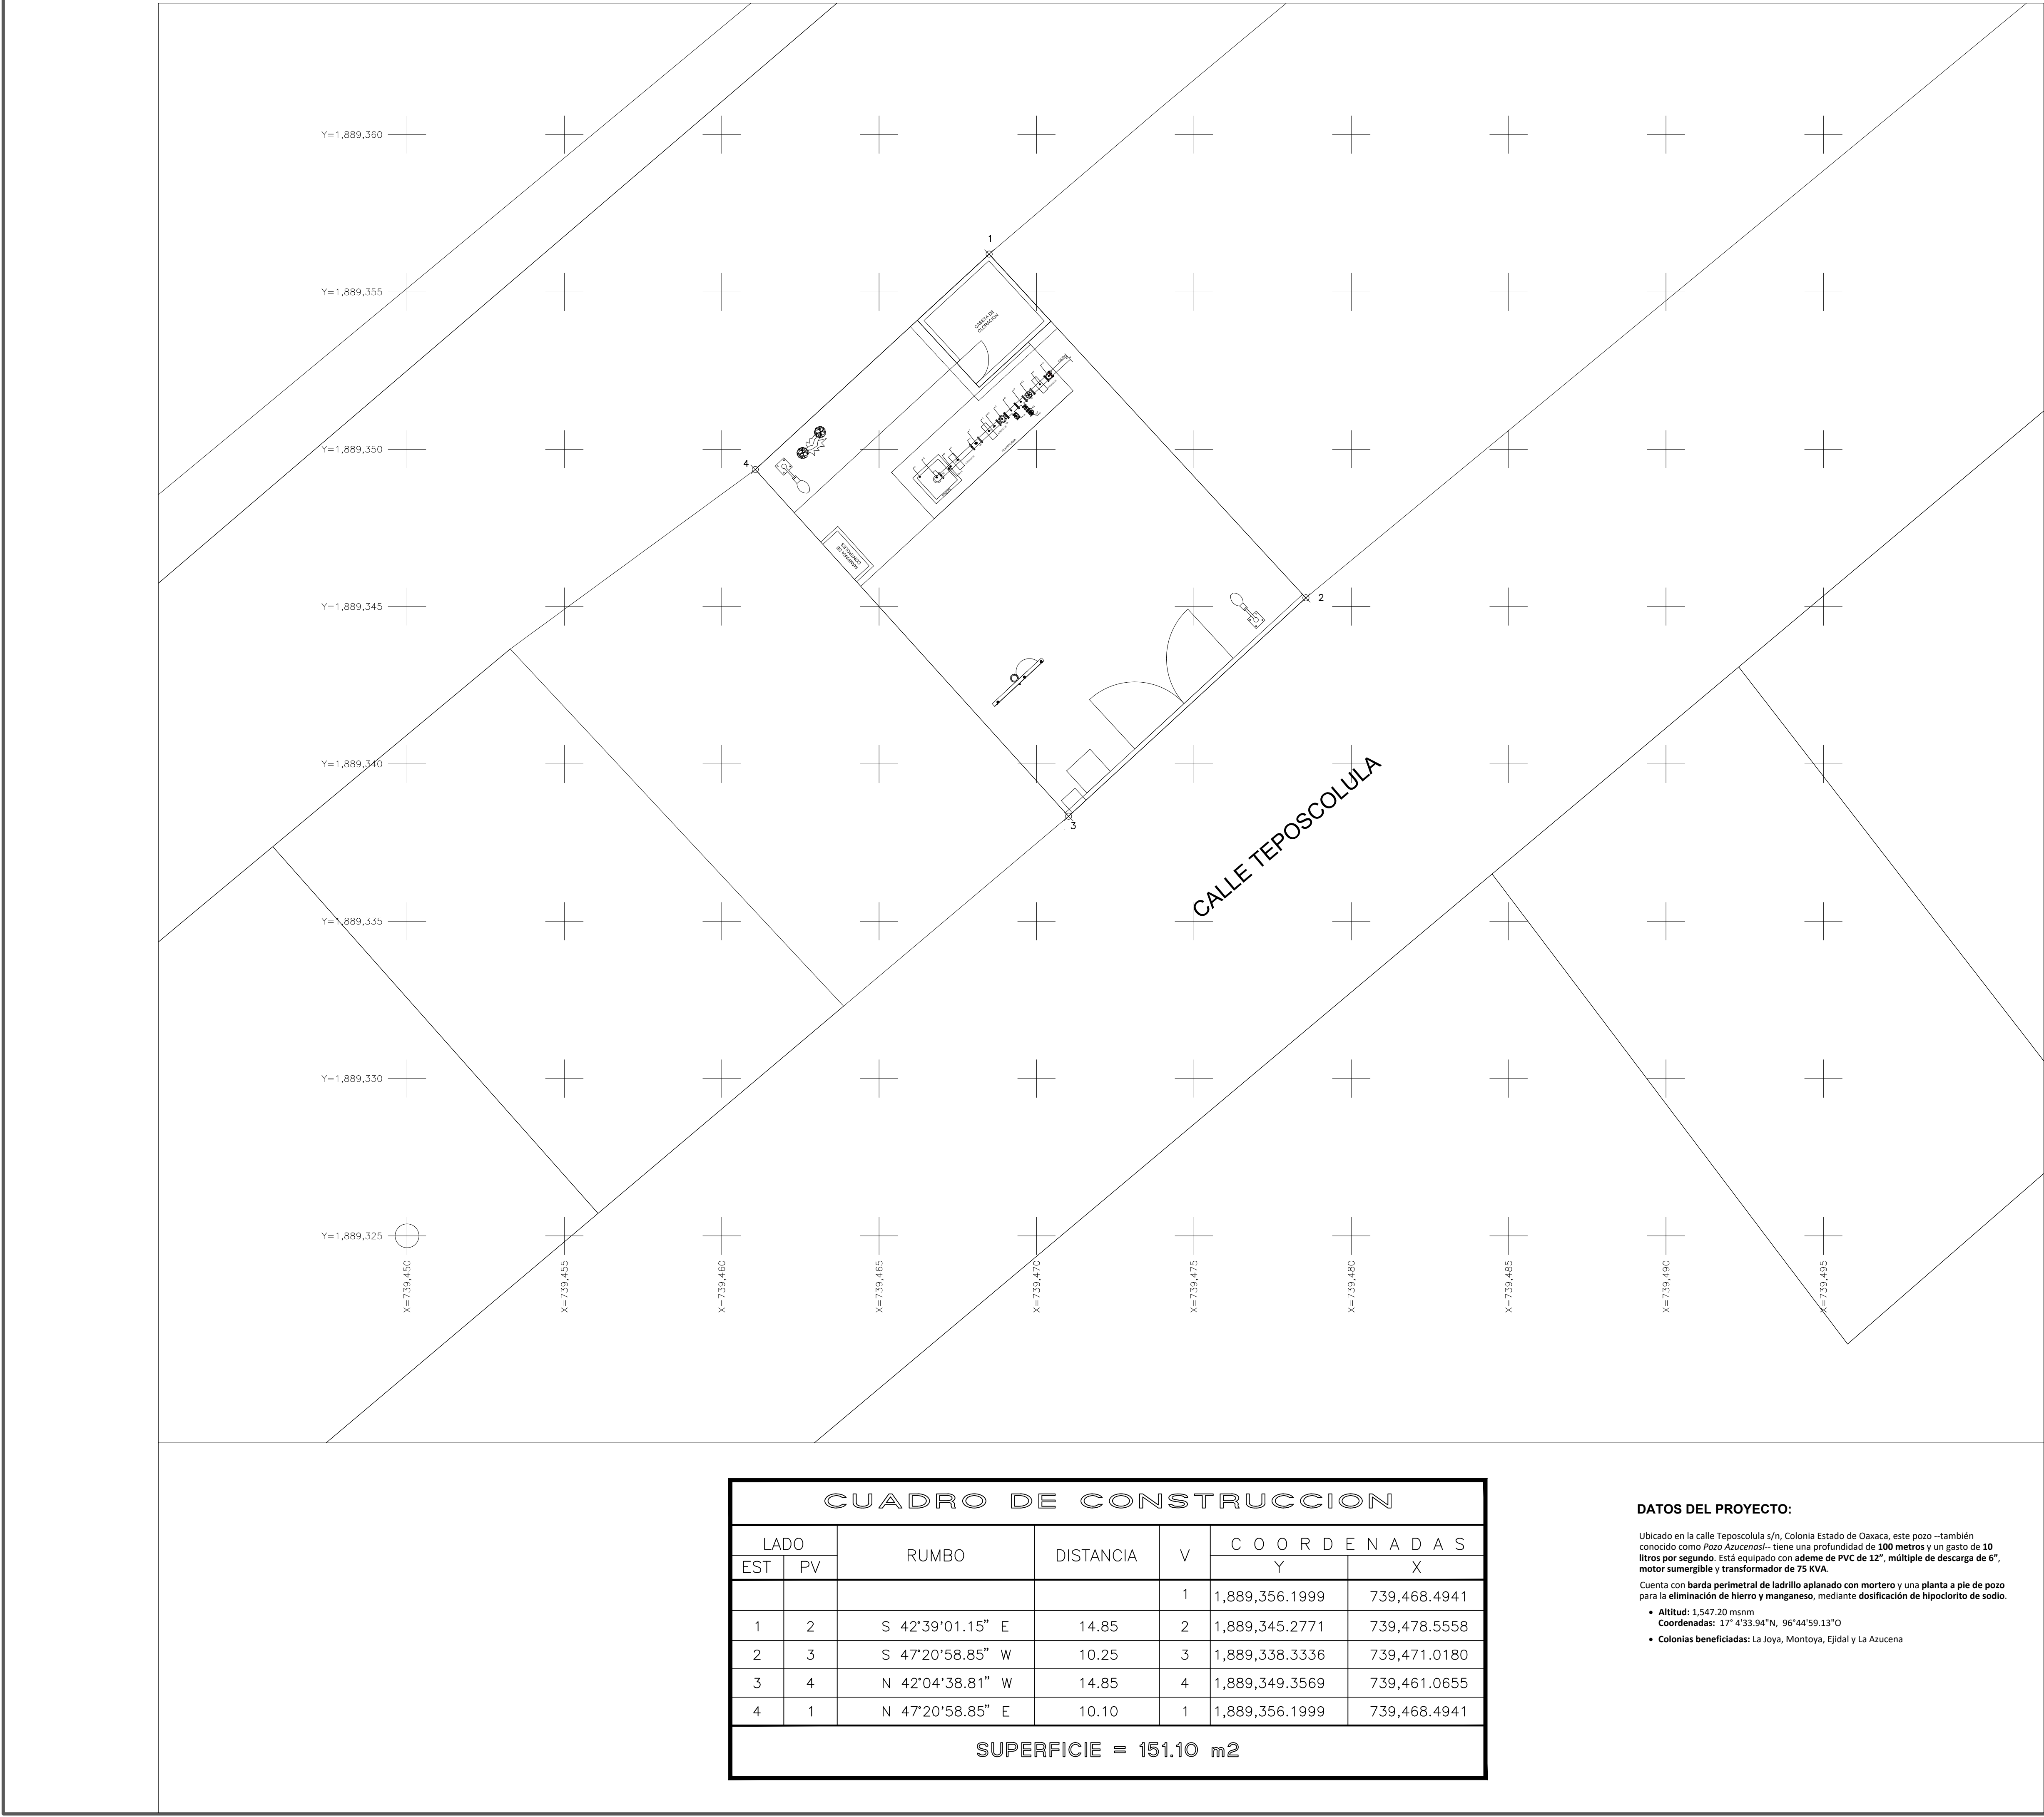 Y=1,889,360
1
Y=1,889,355
CASETA DE
CLORACION
Y=1,889,350
4
MAMPARA DE
CONTROLES
Y=1,889,345
2
Y=1,889,340
3
CALLE TEPOSCOLULA
Y=1,889,335
Y=1,889,330
Y=1,889,325
X=739,450
X=739,455
X=739,460
X=739,465
X=739,470
X=739,475
X=739,480
X=739,485
X=739,490
X=739,495
CUADRO DE CONSTRUCCION
LADO RUMBO DISTANCIA V COORDENADAS
EST PV Y X
1 1,889,356.1999 739,468.4941
1 2 S 42°39'01.15" E 14.85 2 1,889,345.2771 739,478.5558
2 3 S 47°20'58.85" W 10.25 3 1,889,338.3336 739,471.0180
3 4 N 42°04'38.81" W 14.85 4 1,889,349.3569 739,461.0655
4 1 N 47°20'58.85" E 10.10 1 1,889,356.1999 739,468.4941
SUPERFICIE = 151.10 m2
DATOS DEL PROYECTO:
Ubicado en la calle Teposcolula s/n, Colonia Estado de Oaxaca, este pozo --también
conocido como Pozo Azucenasl-- tiene una profundidad de 100 metros y un gasto de 10
litros por segundo. Está equipado con ademe de PVC de 12”, múltiple de descarga de 6”,
motor sumergible y transformador de 75 KVA.
Cuenta con barda perimetral de ladrillo aplanado con mortero y una planta a pie de pozo
para la eliminación de hierro y manganeso, mediante dosificación de hipoclorito de sodio.
• Altitud: 1,547.20 msnm
Coordenadas: 17° 4'33.94"N, 96°44'59.13"O
• Colonias beneficiadas: La Joya, Montoya, Ejidal y La Azucena